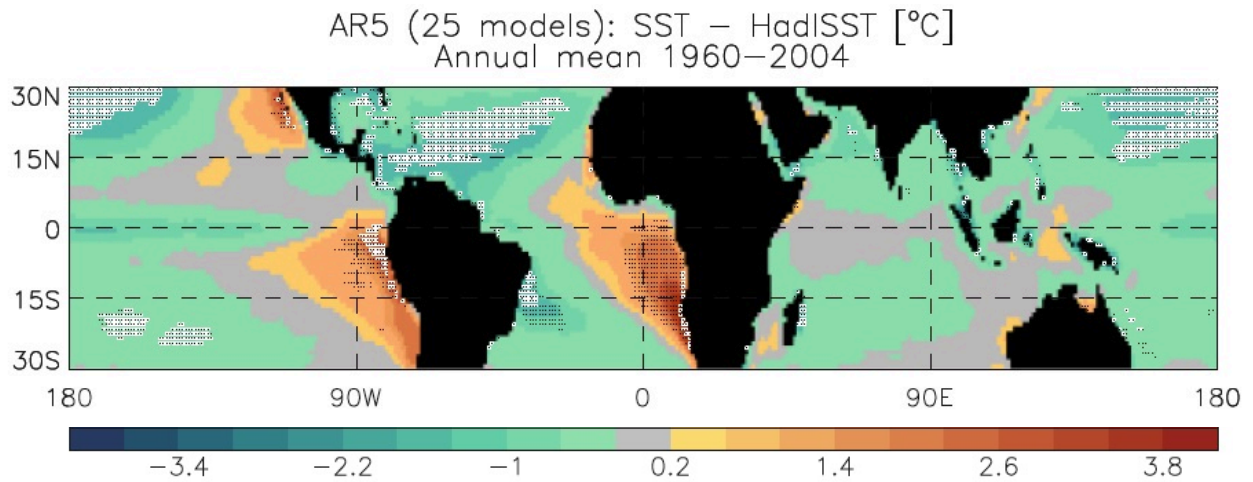 AR5 (25 models): SST − HadISST [°C]
Annual mean 1960−2004
30N
15N
0
15S
30S
180 90W 0 90E 180
−3.4 −2.2 −1 0.2 1.4 2.6 3.8